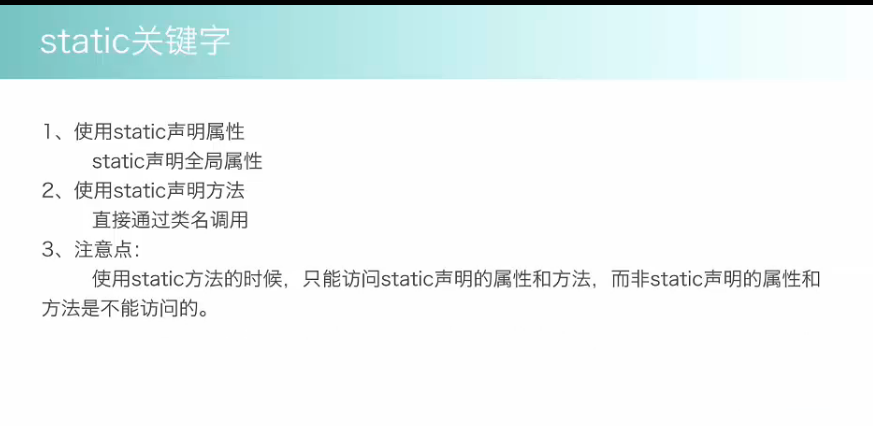 static关键字
1、使用static声明属性
static声明全局属性
2、使用static声明方法
直接通过类名调用
3、注意点：
使用static方法的时候，只能访问static声明的属性和方法，而非static声明的属性和
方法是不能访问的。